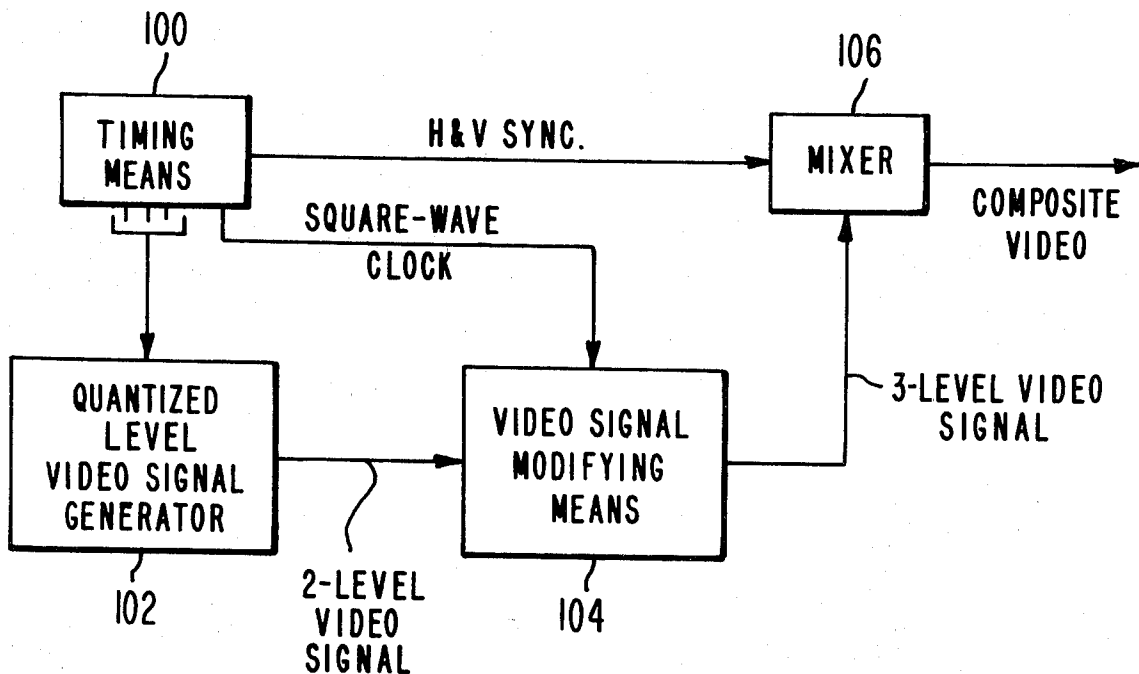 100
TIMING
MEANS
H&V SYNC.
106
MIXER
COMPOSITE
VIDEO
SQUARE-WAVE
CLOCK
QUANTIZED
LEVEL
VIDEO SIGNAL
GENERATOR
102
2-LEVEL
VIDEO
SIGNAL
VIDEO SIGNAL
MODIFYING
MEANS
104
3-LEVEL VIDEO
SIGNAL